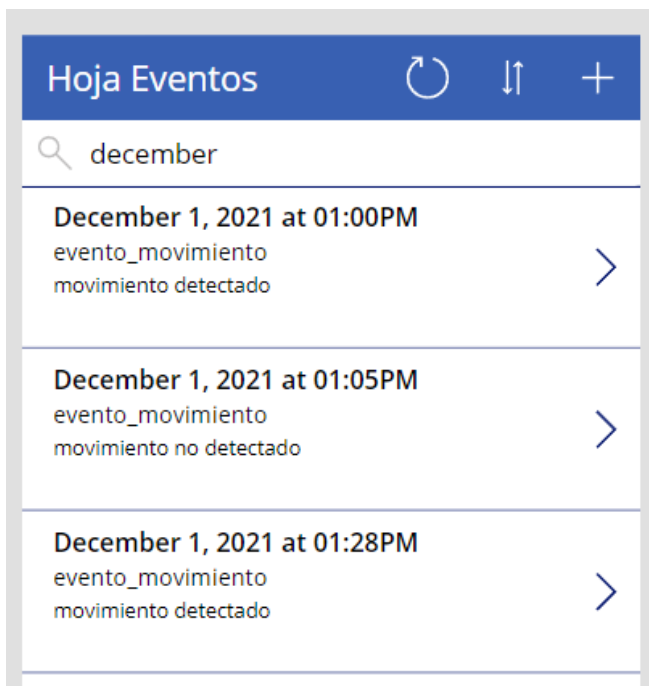 Hoja Eventos
december
December 1, 2021 at 01:00PM
evento_movimiento
movimiento detectado
December 1, 2021 at 01:05PM
evento_movimiento
movimiento no detectado
December 1, 2021 at 01:28PM
evento_movimiento
movimiento detectado